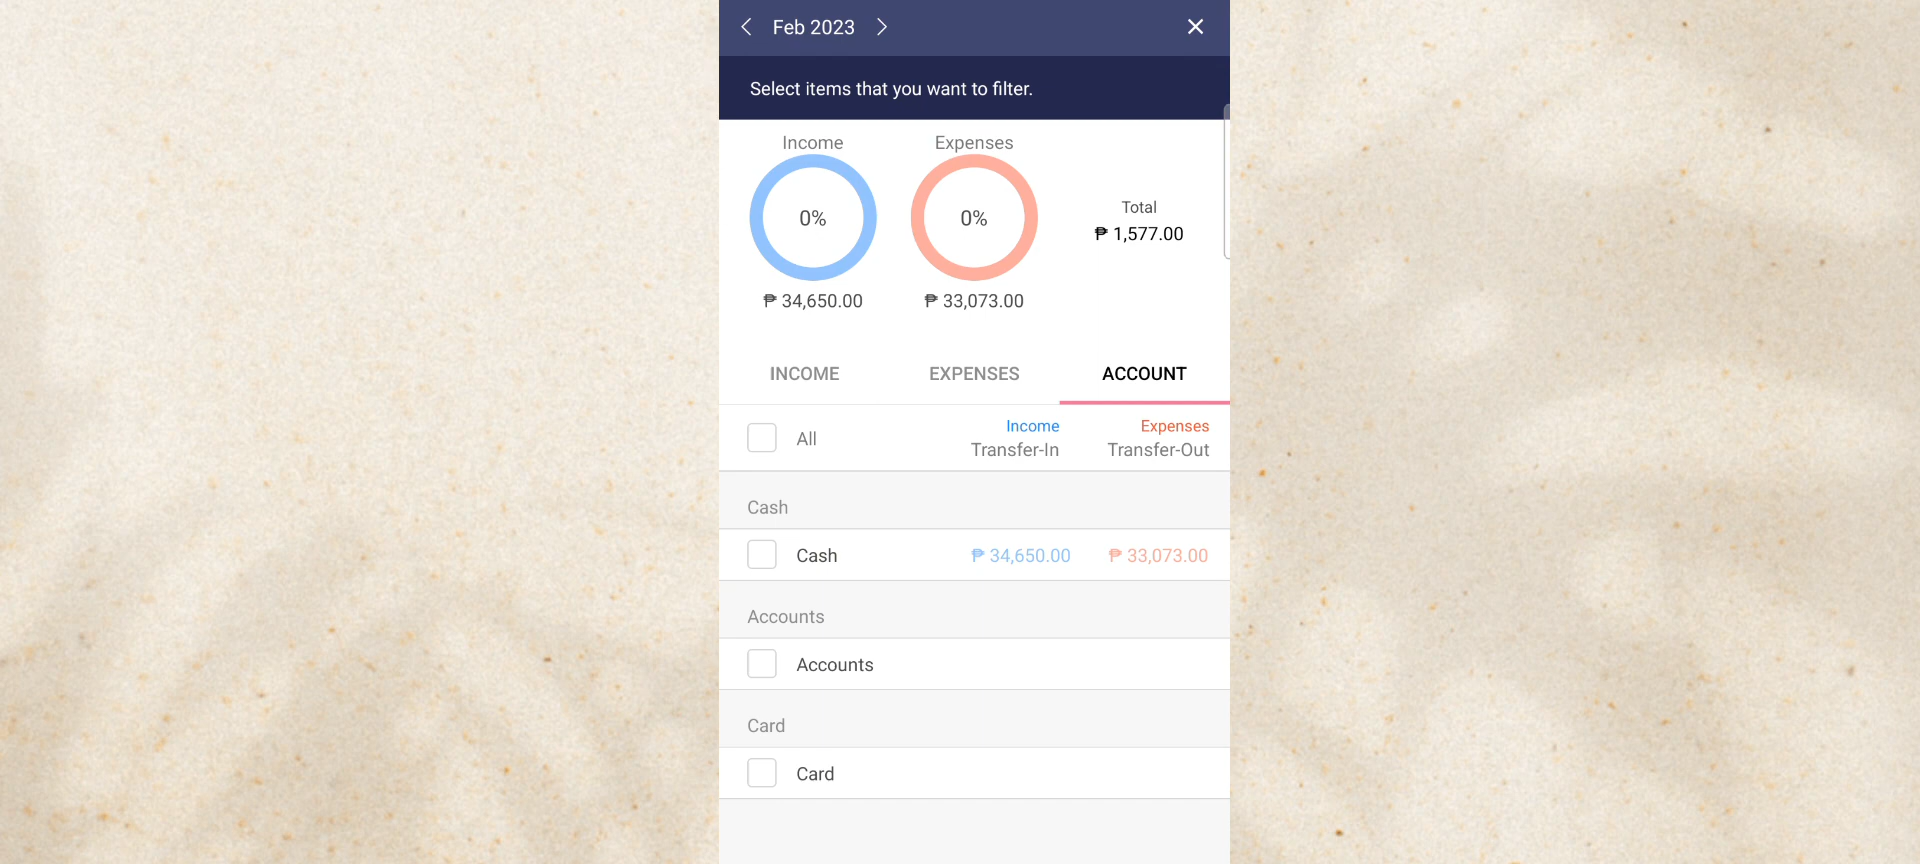 Feb 2023
Select items that you want to filter.
Income Expenses
0% 0%
Total
₱ 1,577.00
₱ 34,650.00 ₱ 33,073.00
INCOME EXPENSES ACCOUNT
All
Income Expenses
Transfer-In Transfer-Out
Cash
Cash ₱ 34,650.00 ₱ 33,073.00
Accounts
Accounts
Card
Card